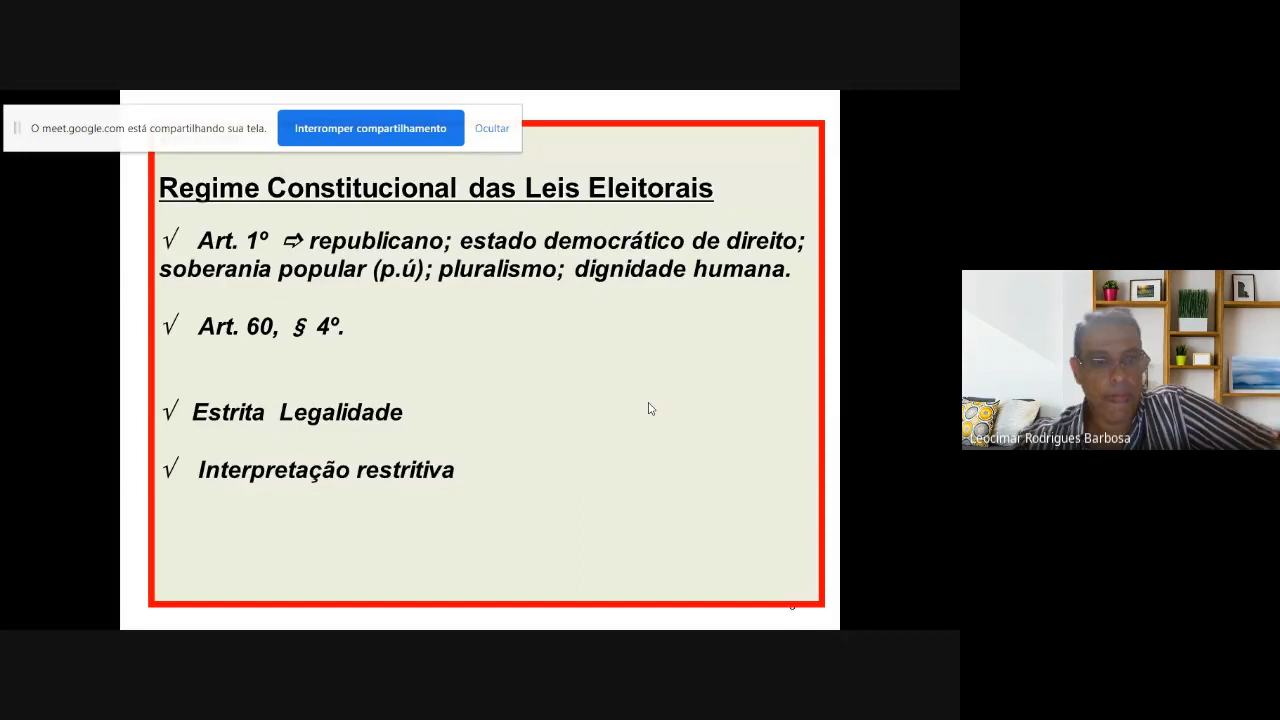 O meet.google.com está compartilhando sua tela. Interromper compartilhamento Ocultar
Regime Constitucional das Leis Eleitorais
√ Art. 1º ⇨ republicano; estado democrático de direito;
soberania popular (p.ú); pluralismo; dignidade humana.
√ Art. 60, § 4º.
√ Estrita Legalidade
√ Interpretação restritiva
Leocimar Rodrigues Barbosa